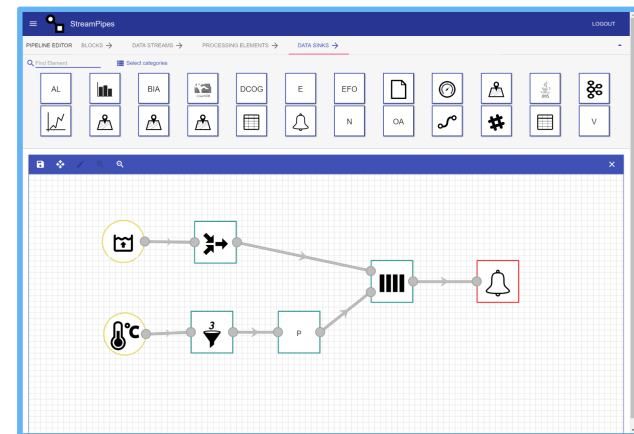 StreamPipes
LOGOUT
PIPELINE EDITOR BLOCKS → DATA STREAMS → PROCESSING ELEMENTS → DATA SINKS →
Find Element Select categories
AL BIA DCOG E EFO
N OA V
°C 3 P